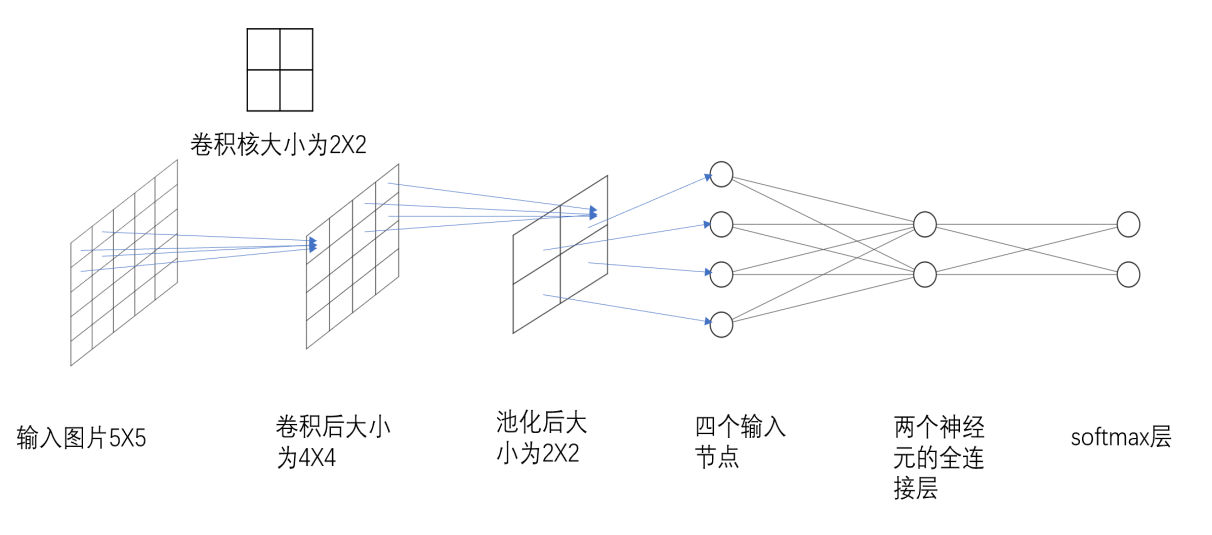 卷积核大小为2X2
输入图片5X5
卷积后大小
为4X4
池化后大
小为2X2
四个输入
节点
两个神经
元的全连
接层
softmax层